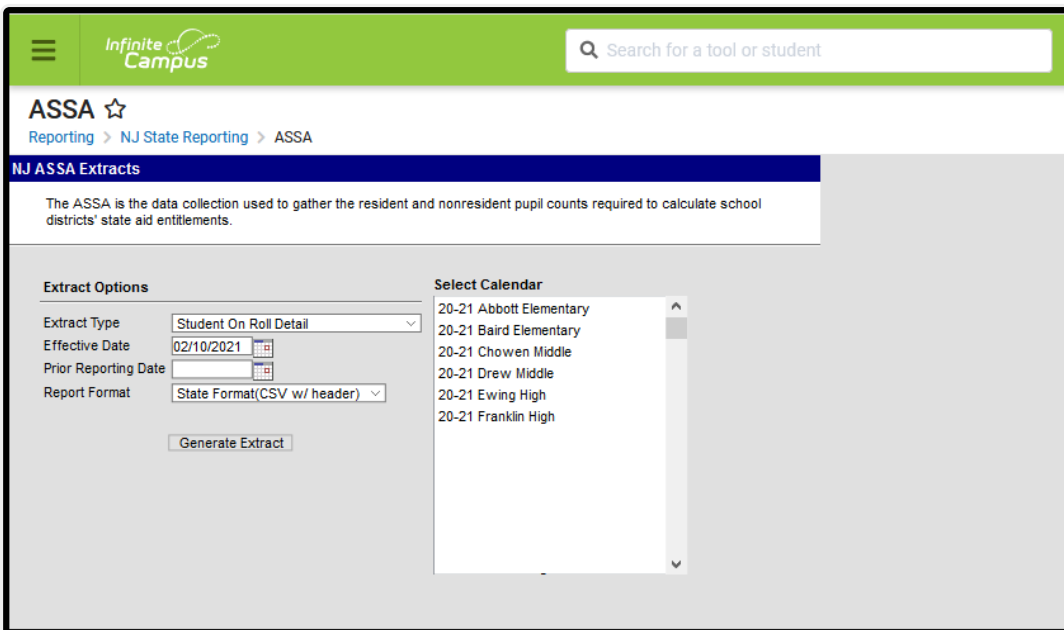 Infinite
Campus
Search for a tool or student
ASSA
Reporting > NJ State Reporting > ASSA
NJ ASSA Extracts
The ASSA is the data collection used to gather the resident and nonresident pupil counts required to calculate school
districts' state aid entitlements.
Extract Options
Extract Type Student On Roll Detail
Effective Date 02/10/2021
Prior Reporting Date
Report Format State Format(CSV w/ header)
Generate Extract
Select Calendar
20-21 Abbott Elementary
20-21 Baird Elementary
20-21 Chowen Middle
20-21 Drew Middle
20-21 Ewing High
20-21 Franklin High